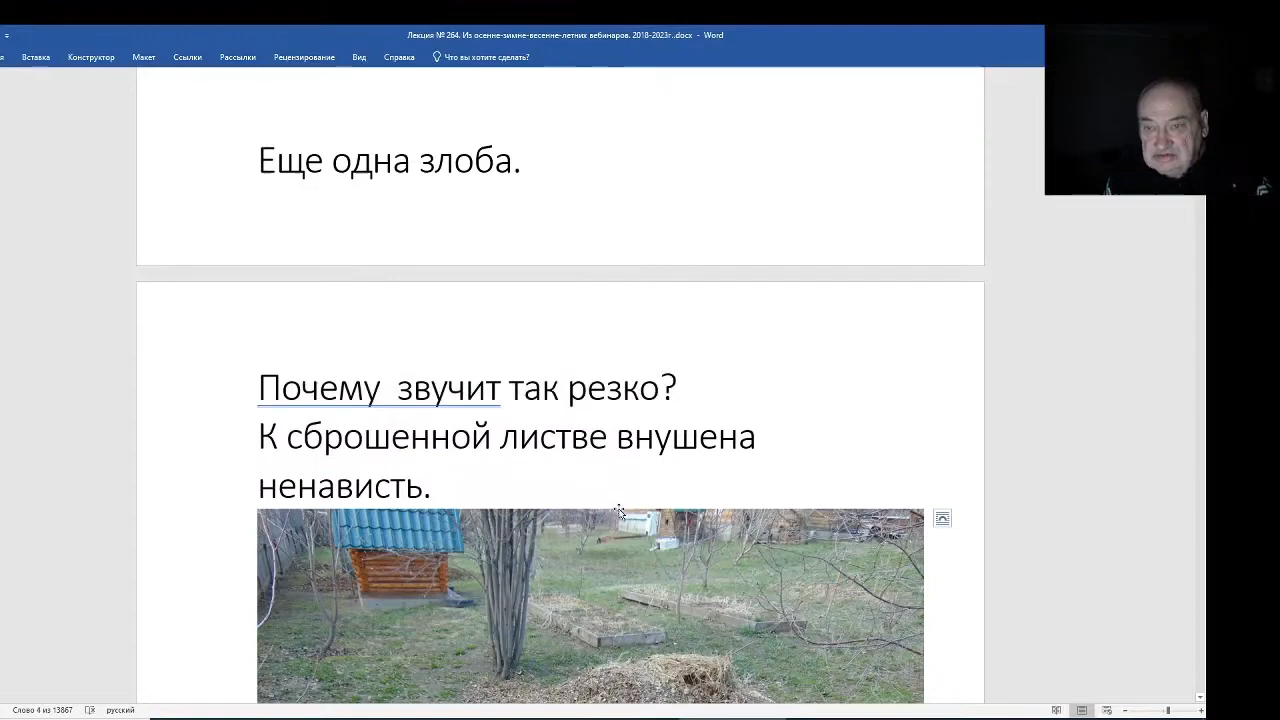 Лекция № 264. Из осенне-зимне-весенне-летних вебинаров. 2018-2023г..docx - Word
я Вставка Конструктор Макет Ссылки Рассылки Рецензирование Вид Справка Что вы хотите сделать?
Еще одна злоба.
Почему звучит так резко?
К сброшенной листве внушена
ненависть.
Слово 4 из 13867 русский